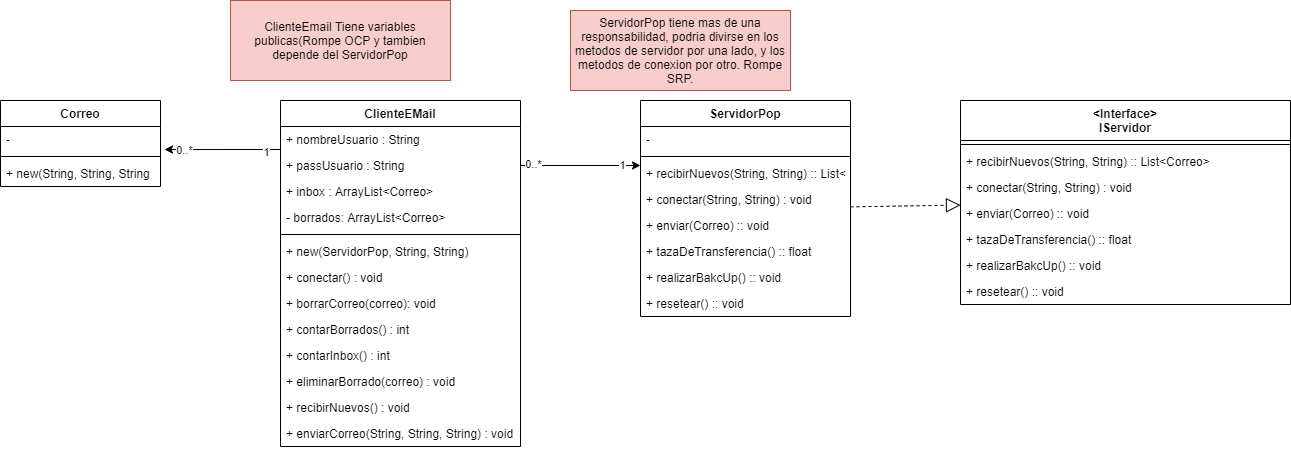 ClienteEmail Tiene variables
publicas(Rompe OCP y tambien
depende del ServidorPop
ServidorPop tiene mas de una
responsabilidad, podria divirse en los
metodos de servidor por una lado, y los
metodos de conexion por otro. Rompe
SRP.
Correo
-
+ new(String, String, String
0..*
1
ClienteEMail
+ nombreUsuario : String
+ passUsuario : String
+ inbox : ArrayList<Correo>
- borrados: ArrayList<Correo>
+ new(ServidorPop, String, String)
+ conectar() : void
+ borrarCorreo(correo): void
+ contarBorrados() : int
+ contarInbox() : int
+ eliminarBorrado(correo) : void
+ recibirNuevos() : void
+ enviarCorreo(String, String, String) : void
0..*
1
ServidorPop
-
+ recibirNuevos(String, String) :: List<
+ conectar(String, String) : void
+ enviar(Correo) :: void
+ tazaDeTransferencia() :: float
+ realizarBakcUp() :: void
+ resetear() :: void
<Interface>
IServidor
+ recibirNuevos(String, String) :: List<Correo>
+ conectar(String, String) : void
+ enviar(Correo) :: void
+ tazaDeTransferencia() :: float
+ realizarBakcUp() :: void
+ resetear() :: void